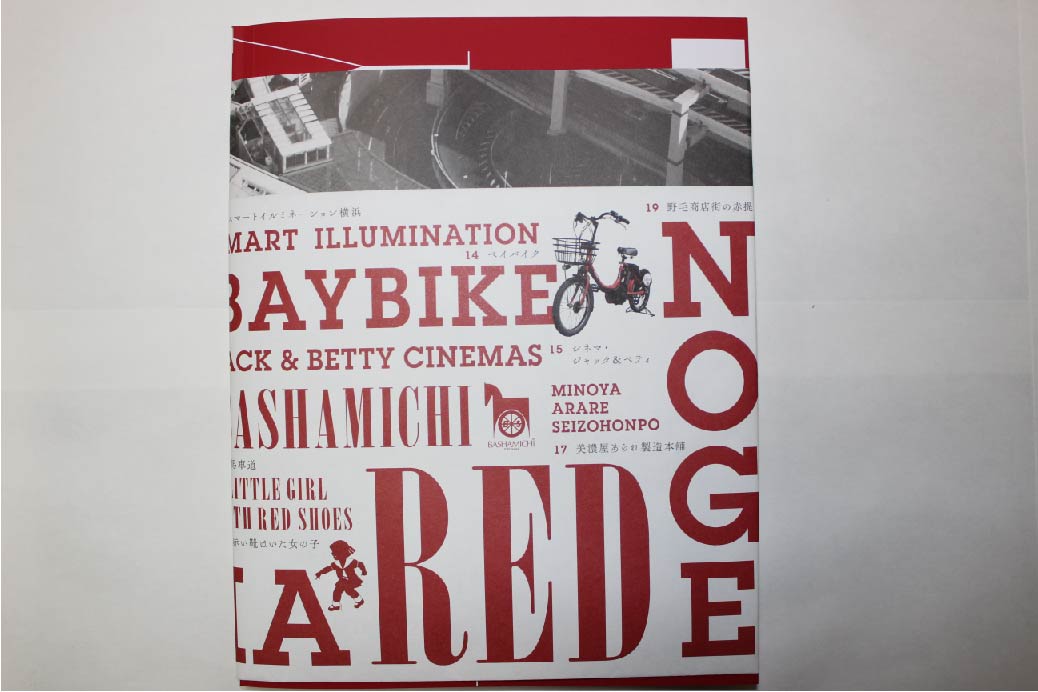 スマートイルミネーション横浜
MART ILLUMINATION
14 ベイバイク
BAYBIKE
ACK & BETTY CINEMAS
15 シネマ・
ジャック&ベティ
BASHAMICHI
BASHAMICHI
MINOYA
ARARE
SEIZOHONPO
17 美濃屋あられ製造本舗
馬車道
LITTLE GIRL
ITH RED SHOES
赤い靴はいた女の子
HA
RED
19 野毛商店街の赤提
NOGE